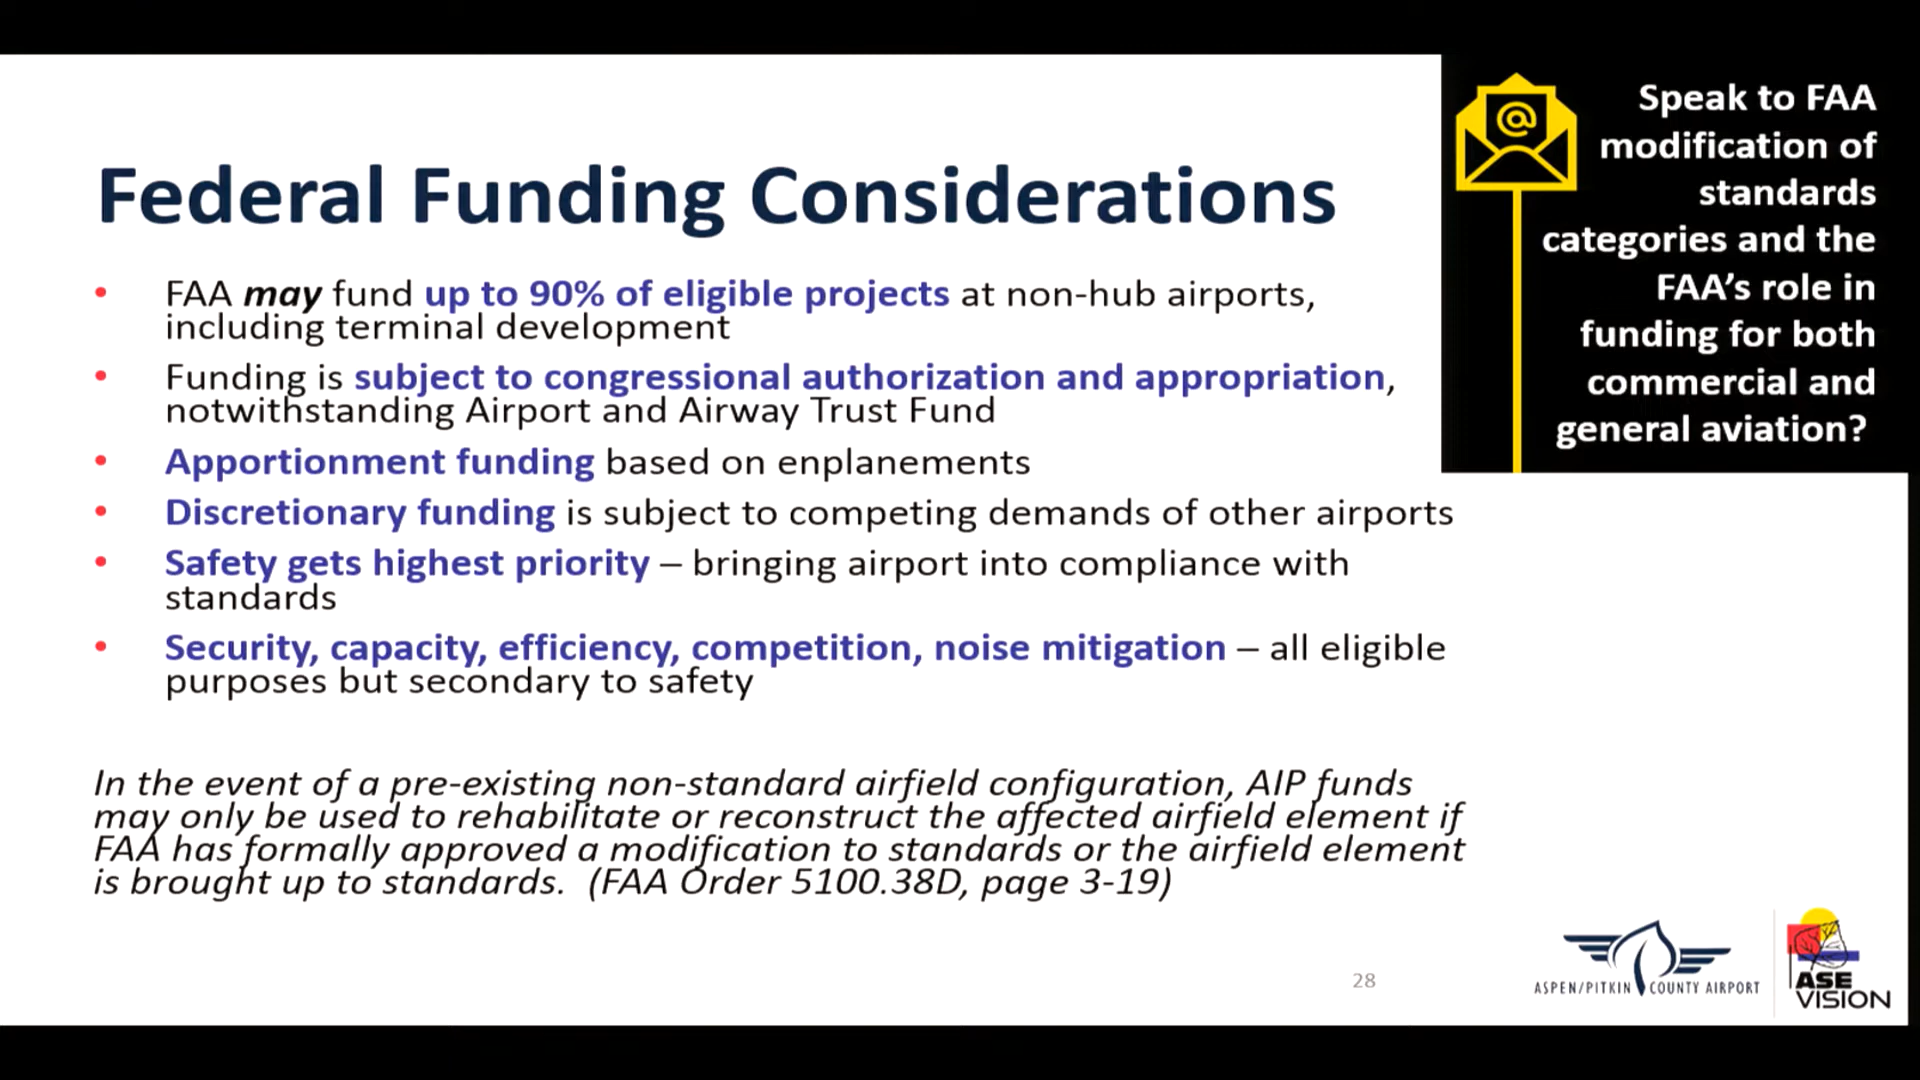 Federal Funding Considerations
• FAA may fund up to 90% of eligible projects at non-hub airports,
including terminal development
• Funding is subject to congressional authorization and appropriation,
notwithstanding Airport and Airway Trust Fund
• Apportionment funding based on enplanements
• Discretionary funding is subject to competing demands of other airports
• Safety gets highest priority – bringing airport into compliance with
standards
• Security, capacity, efficiency, competition, noise mitigation – all eligible
purposes but secondary to safety
In the event of a pre-existing non-standard airfield configuration, AIP funds
may only be used to rehabilitate or reconstruct the affected airfield element if
FAA has formally approved a modification to standards or the airfield element
is brought up to standards. (FAA Order 5100.38D, page 3-19)
@
Speak to FAA
modification of
standards
categories and the
FAA’s role in
funding for both
commercial and
general aviation?
28
ASPEN/PITKIN COUNTY AIRPORT
ASE
VISION